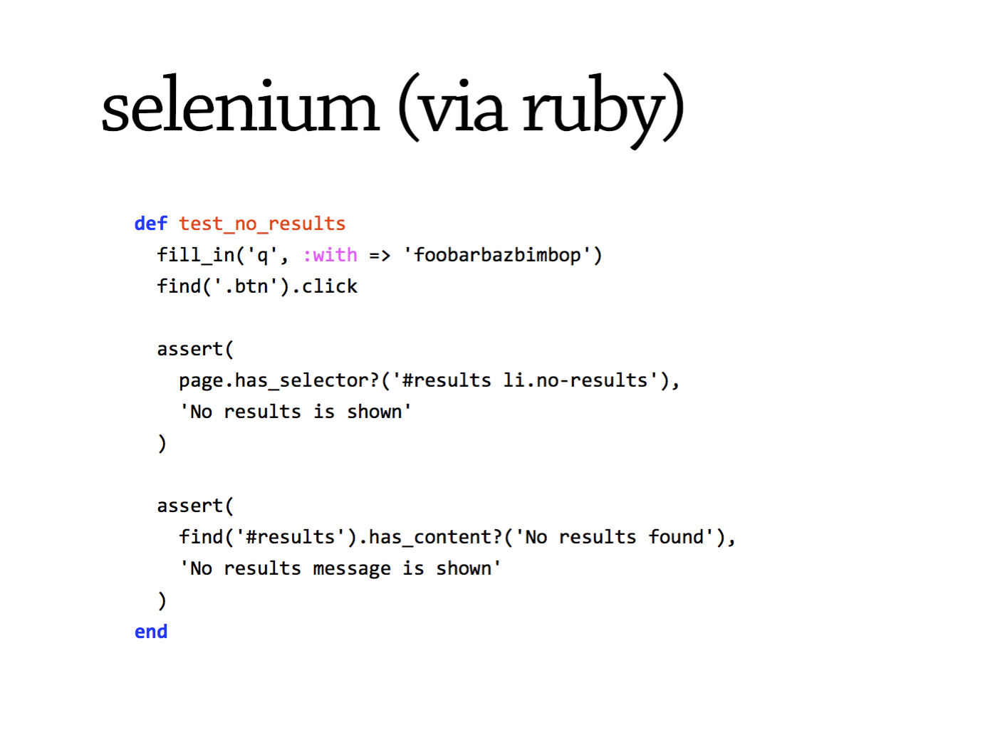 selenium (via ruby)
def test_no_results
  fill_in('q', :with => 'foobarbazbimbop')
  find('.btn').click
  assert(
    page.has_selector?('#results li.no-results'),
    'No results is shown'
  )
  assert(
    find('#results').has_content?('No results found'),
    'No results message is shown'
  )
end